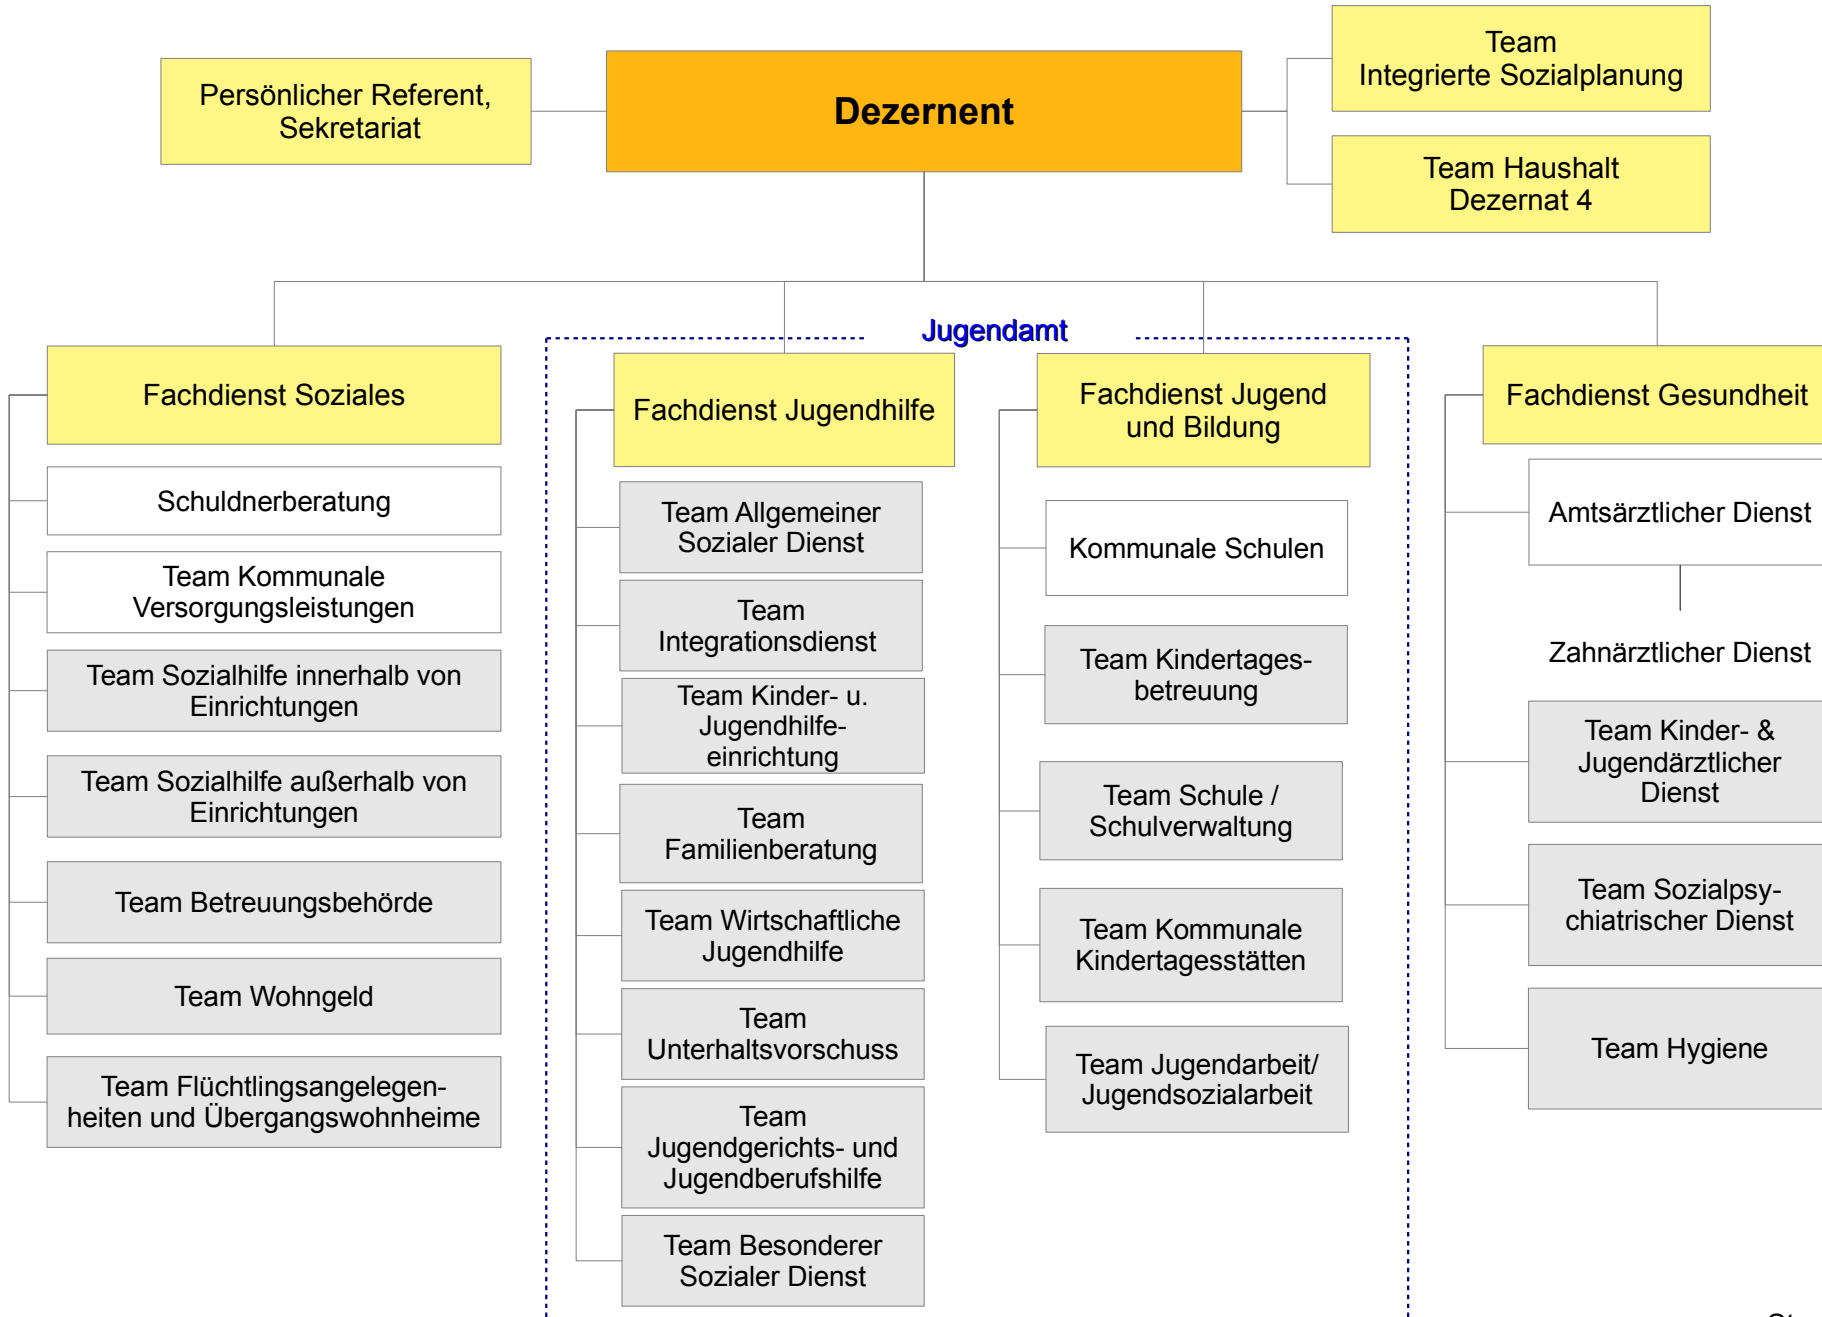 Persönlicher Referent,
Sekretariat
Dezernent
Team
Integrierte Sozialplanung
Team Haushalt
Dezernat 4
Jugendamt
Fachdienst Soziales
Schuldnerberatung
Team Kommunale
Versorgungsleistungen
Team Sozialhilfe innerhalb von
Einrichtungen
Team Sozialhilfe außerhalb von
Einrichtungen
Team Betreuungsbehörde
Team Wohngeld
Team Flüchtlingsangelegen-
heiten und Übergangswohnheime
Fachdienst Jugendhilfe
Team Allgemeiner
Sozialer Dienst
Team
Integrationsdienst
Team Kinder- u.
Jugendhilfe-
einrichtung
Team
Familienberatung
Team Wirtschaftliche
Jugendhilfe
Team
Unterhaltsvorschuss
Team
Jugendgerichts- und
Jugendberufshilfe
Team Besonderer
Sozialer Dienst
Fachdienst Jugend
und Bildung
Kommunale Schulen
Team Kindertages-
betreuung
Team Schule /
Schulverwaltung
Team Kommunale
Kindertagesstätten
Team Jugendarbeit/
Jugendsozialarbeit
Fachdienst Gesundheit
Amtsärztlicher Dienst
Zahnärztlicher Dienst
Team Kinder- &
Jugendärztlicher
Dienst
Team Sozialpsy-
chiatrischer Dienst
Team Hygiene